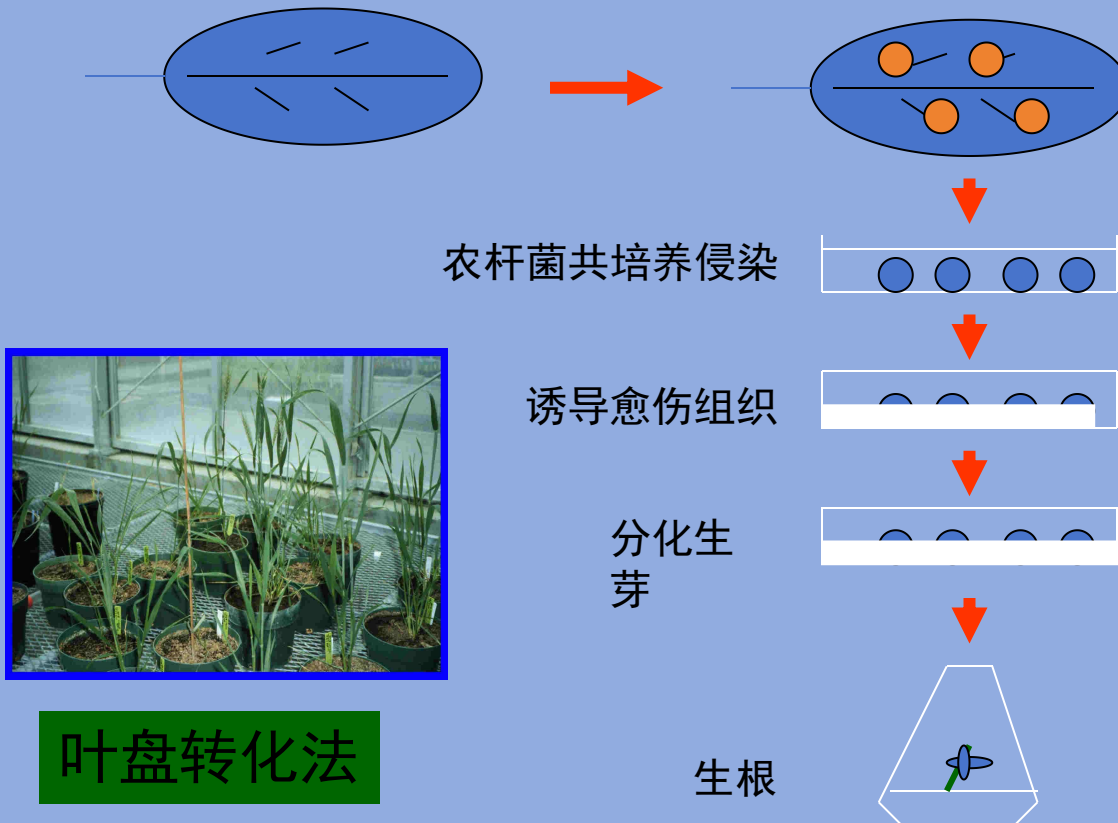 农杆菌共培养侵染
诱导愈伤组织
分化生
芽
叶盘转化法
生根